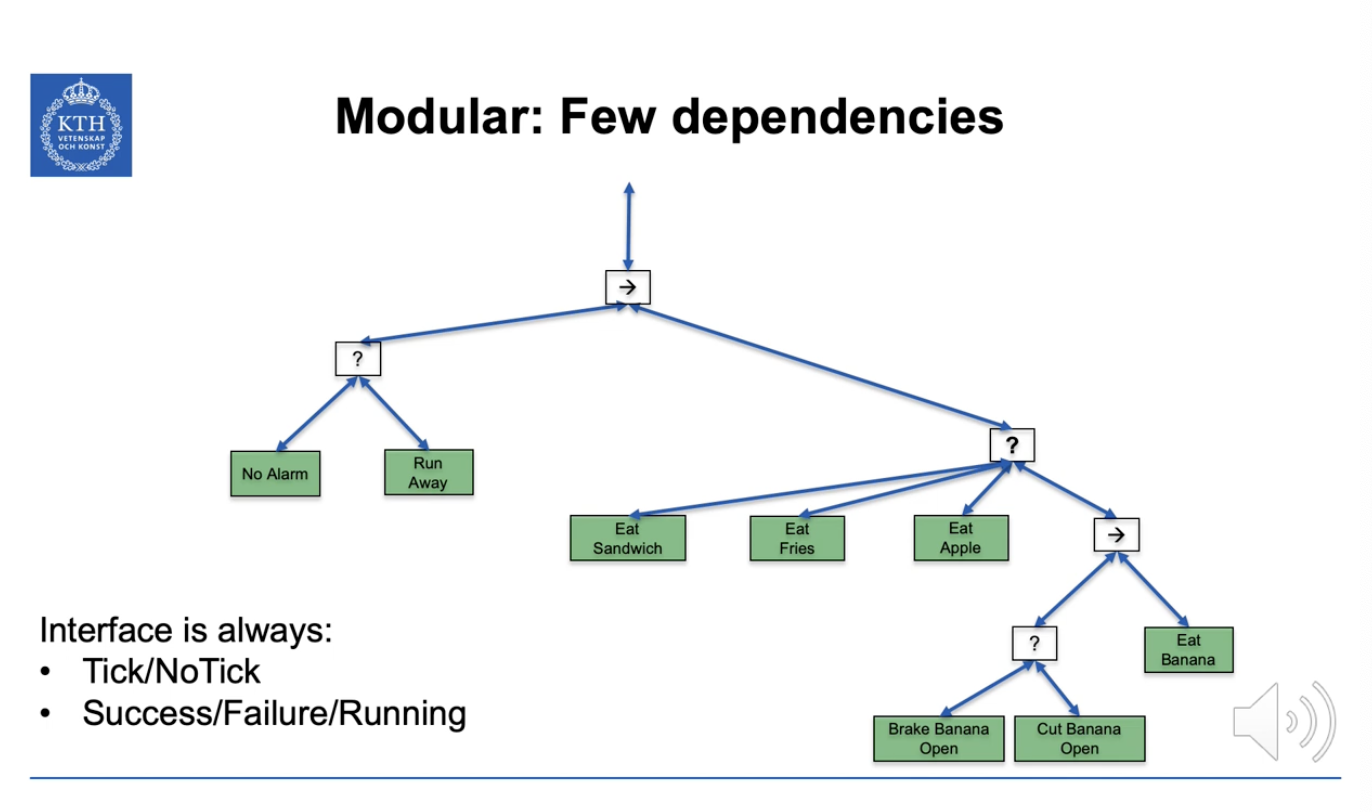 KTH
VETENSKAP
OCH KONST
Modular: Few dependencies
→
?
No Alarm
Run
Away
?
Eat
Sandwich
Eat
Fries
Eat
Apple
→
?
Eat
Banana
Brake Banana
Open
Cut Banana
Open
Interface is always:
• Tick/NoTick
• Success/Failure/Running